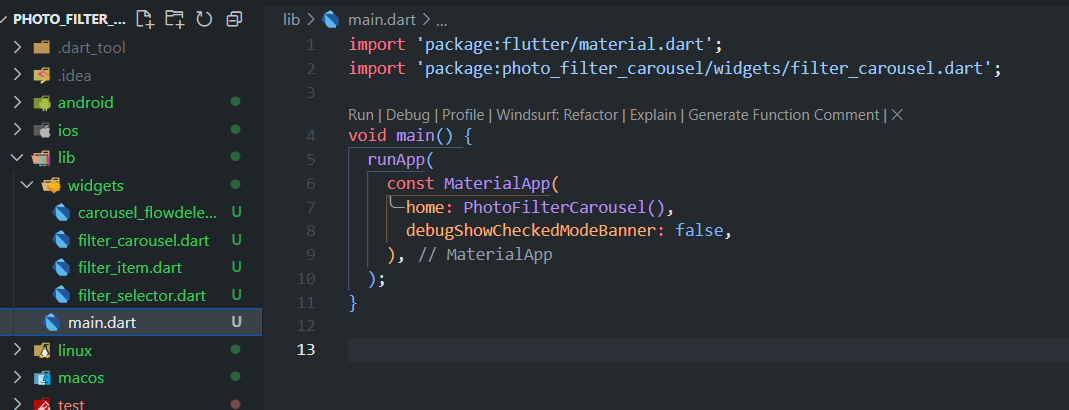 PHOTO_FILTER_...
.dart_tool
.idea
android
ios
lib
widgets
carousel_flowdele... U
filter_carousel.dart U
filter_item.dart U
filter_selector.dart U
main.dart U
linux
macos
test
lib > main.dart > ...
1 import 'package:flutter/material.dart';
2 import 'package:photo_filter_carousel/widgets/filter_carousel.dart';
3
Run | Debug | Profile | Windsurf: Refactor | Explain | Generate Function Comment | X
4 void main() {
5 runApp(
6 const MaterialApp(
7 home: PhotoFilterCarousel(),
8 debugShowCheckedModeBanner: false,
9 ), // MaterialApp
10 );
11 }
12
13